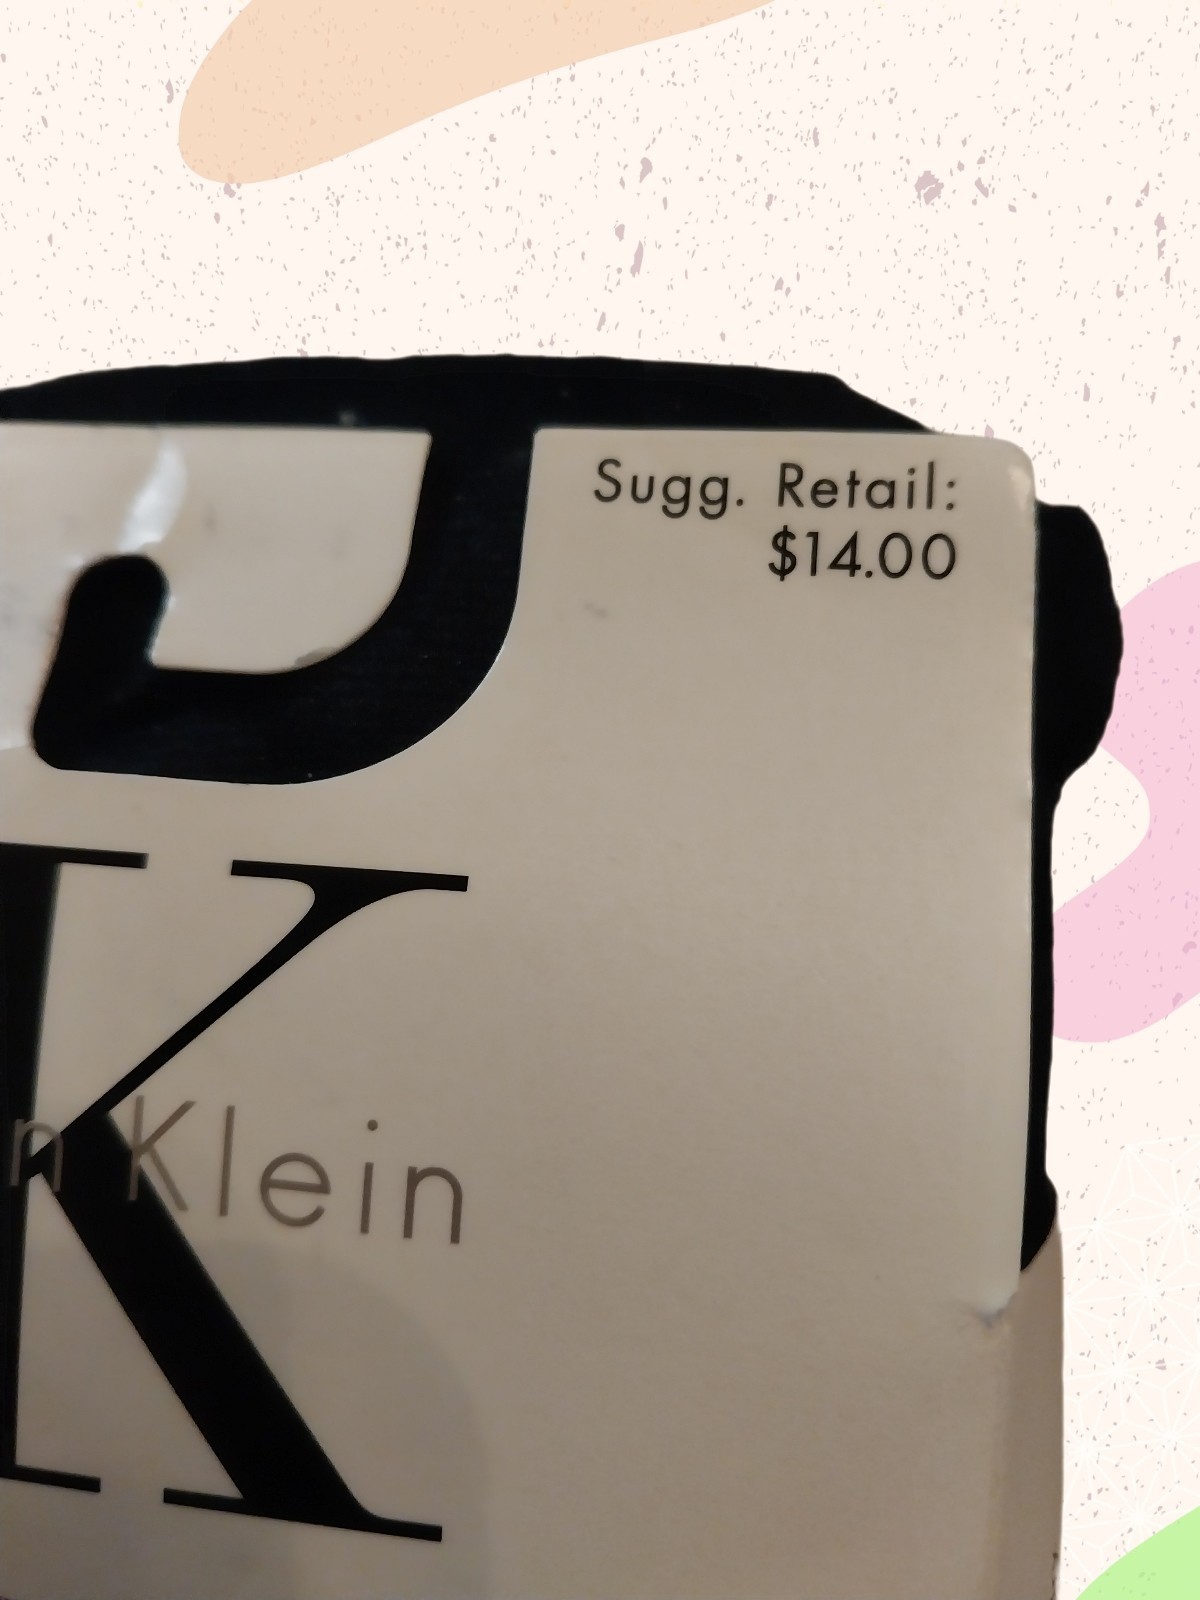 Sugg. Retail:
$14.00
K
n Klein